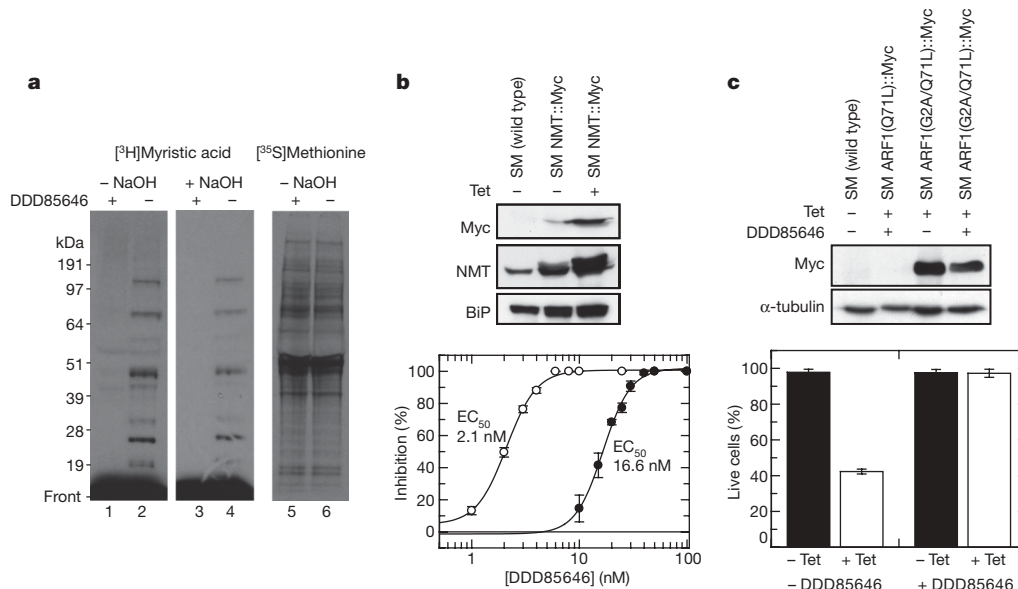 a
[³H]Myristic acid
[³⁵S]Methionine
– NaOH
+ NaOH
– NaOH
DDD85646
+
–
+
–
+
–
kDa
191
97
64
51
39
28
19
Front
1
2
3
4
5
6
b
SM (wild type)
SM NMT::Myc
SM NMT::Myc
Tet
–
–
+
Myc
NMT
BiP
Inhibition (%)
100
80
60
40
20
0
EC₅₀
2.1 nM
EC₅₀
16.6 nM
1
10
100
[DDD85646] (nM)
c
SM (wild type)
SM ARF1(Q71L)::Myc
SM ARF1(G2A/Q71L)::Myc
SM ARF1(G2A/Q71L)::Myc
Tet
–
+
+
+
DDD85646
–
+
–
+
Myc
α-tubulin
Live cells (%)
100
80
60
40
20
0
– Tet
+ Tet
– Tet
+ Tet
– DDD85646
+ DDD85646